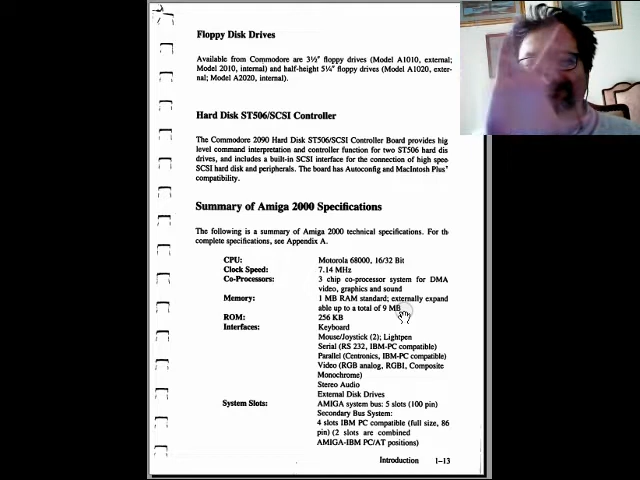 Floppy Disk Drives
Available from Commodore are 3½″ floppy drives (Model A1010, external;
Model 2010, internal) and half-height 5¼″ floppy drives (Model A1020, exter-
nal; Model A2020, internal).
Hard Disk ST506/SCSI Controller
The Commodore 2090 Hard Disk ST506/SCSI Controller Board provides hig
level command interpretation and controller function for two ST506 hard dis
drives, and includes a built-in SCSI interface for the connection of high spee
SCSI hard disk and peripherals. The board has Autoconfig and MacIntosh Plus
compatibility.
Summary of Amiga 2000 Specifications
The following is a summary of Amiga 2000 technical specifications. For th
complete specifications, see Appendix A.
CPU: Motorola 68000, 16/32 Bit
Clock Speed: 7.14 MHz
Co-Processors: 3 chip co-processor system for DMA
video, graphics and sound
Memory: 1 MB RAM standard; externally expand
able up to a total of 9 MB
ROM: 256 KB
Interfaces: Keyboard
Mouse/Joystick (2); Lightpen
Serial (RS 232, IBM-PC compatible)
Parallel (Centronics, IBM-PC compatible)
Video (RGB analog, RGBI, Composite
Monochrome)
Stereo Audio
External Disk Drives
System Slots: AMIGA system bus: 5 slots (100 pin)
Secondary Bus System:
4 slots IBM PC compatible (full size, 86
pin) (2 slots are combined
AMIGA-IBM PC/AT positions)
Introduction 1–13